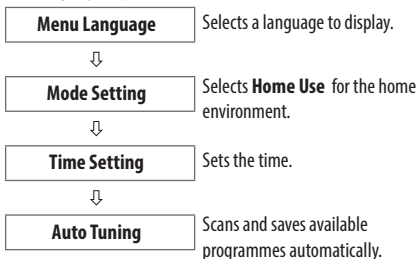 Menu Language
Selects a language to display.
Mode Setting
Selects Home Use for the home
environment.
Time Setting
Sets the time.
Auto Tuning
Scans and saves available
programmes automatically.